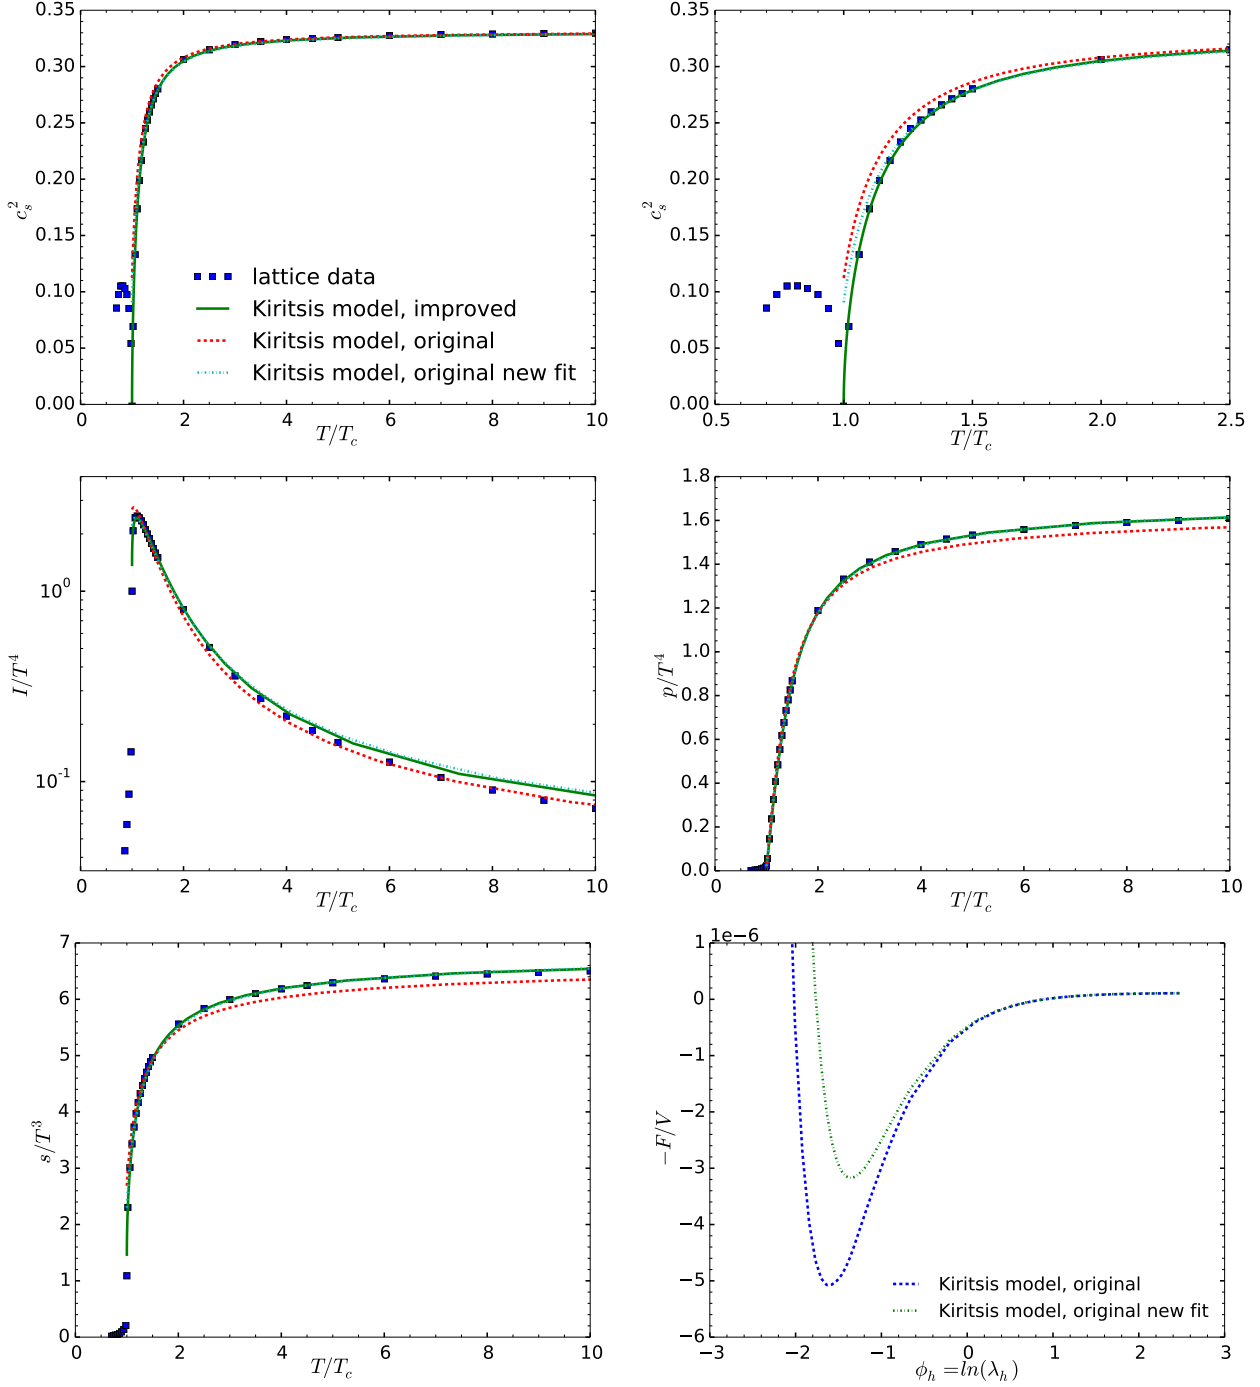 0.35
0.30
0.25
0.20
0.15
0.10
0.05
0.00
c_s^2
lattice data
Kiritsis model, improved
Kiritsis model, original
Kiritsis model, original new fit
0 2 4 6 8 10
T/T_c
0.35
0.30
0.25
0.20
0.15
0.10
0.05
0.00
c_s^2
0.5 1.0 1.5 2.0 2.5
T/T_c
10^0
10^-1
I/T^4
0 2 4 6 8 10
T/T_c
1.8
1.6
1.4
1.2
1.0
0.8
0.6
0.4
0.2
0.0
p/T^4
0 2 4 6 8 10
T/T_c
7
6
5
4
3
2
1
0
s/T^3
0 2 4 6 8 10
T/T_c
1e−6
1
0
−1
−2
−3
−4
−5
−6
−F/V
Kiritsis model, original
Kiritsis model, original new fit
−3 −2 −1 0 1 2 3
ϕ_h =ln(λ_h)